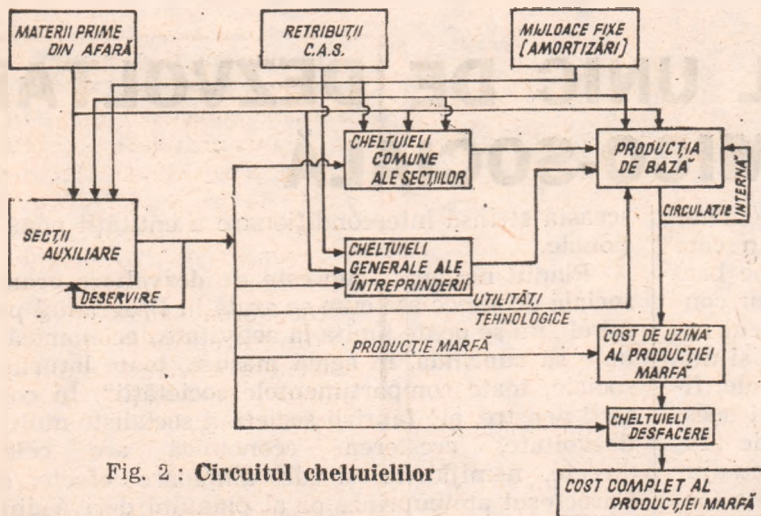 MATERII PRIME
DIN AFARĂ
RETRIBUȚII
C.A.S.
MIJLOACE FIXE
(AMORTIZĂRI)
CHELTUIELI
COMUNE
ALE SECȚIILOR
PRODUCȚIA
DE BAZĂ
CIRCULAȚIE
INTERNĂ
SECȚII
AUXILIARE
DESERVIRE
CHELTUIELI
GENERALE ALE
ÎNTREPRINDERII
UTILITĂȚI
TEHNOLOGICE
PRODUCȚIE MARFĂ
COST DE UZINĂ
AL PRODUCȚIEI
MARFĂ
CHELTUIELI
DESFACERE
COST COMPLET AL
PRODUCȚIEI MARFĂ
Fig. 2 : Circuitul cheltuielilor